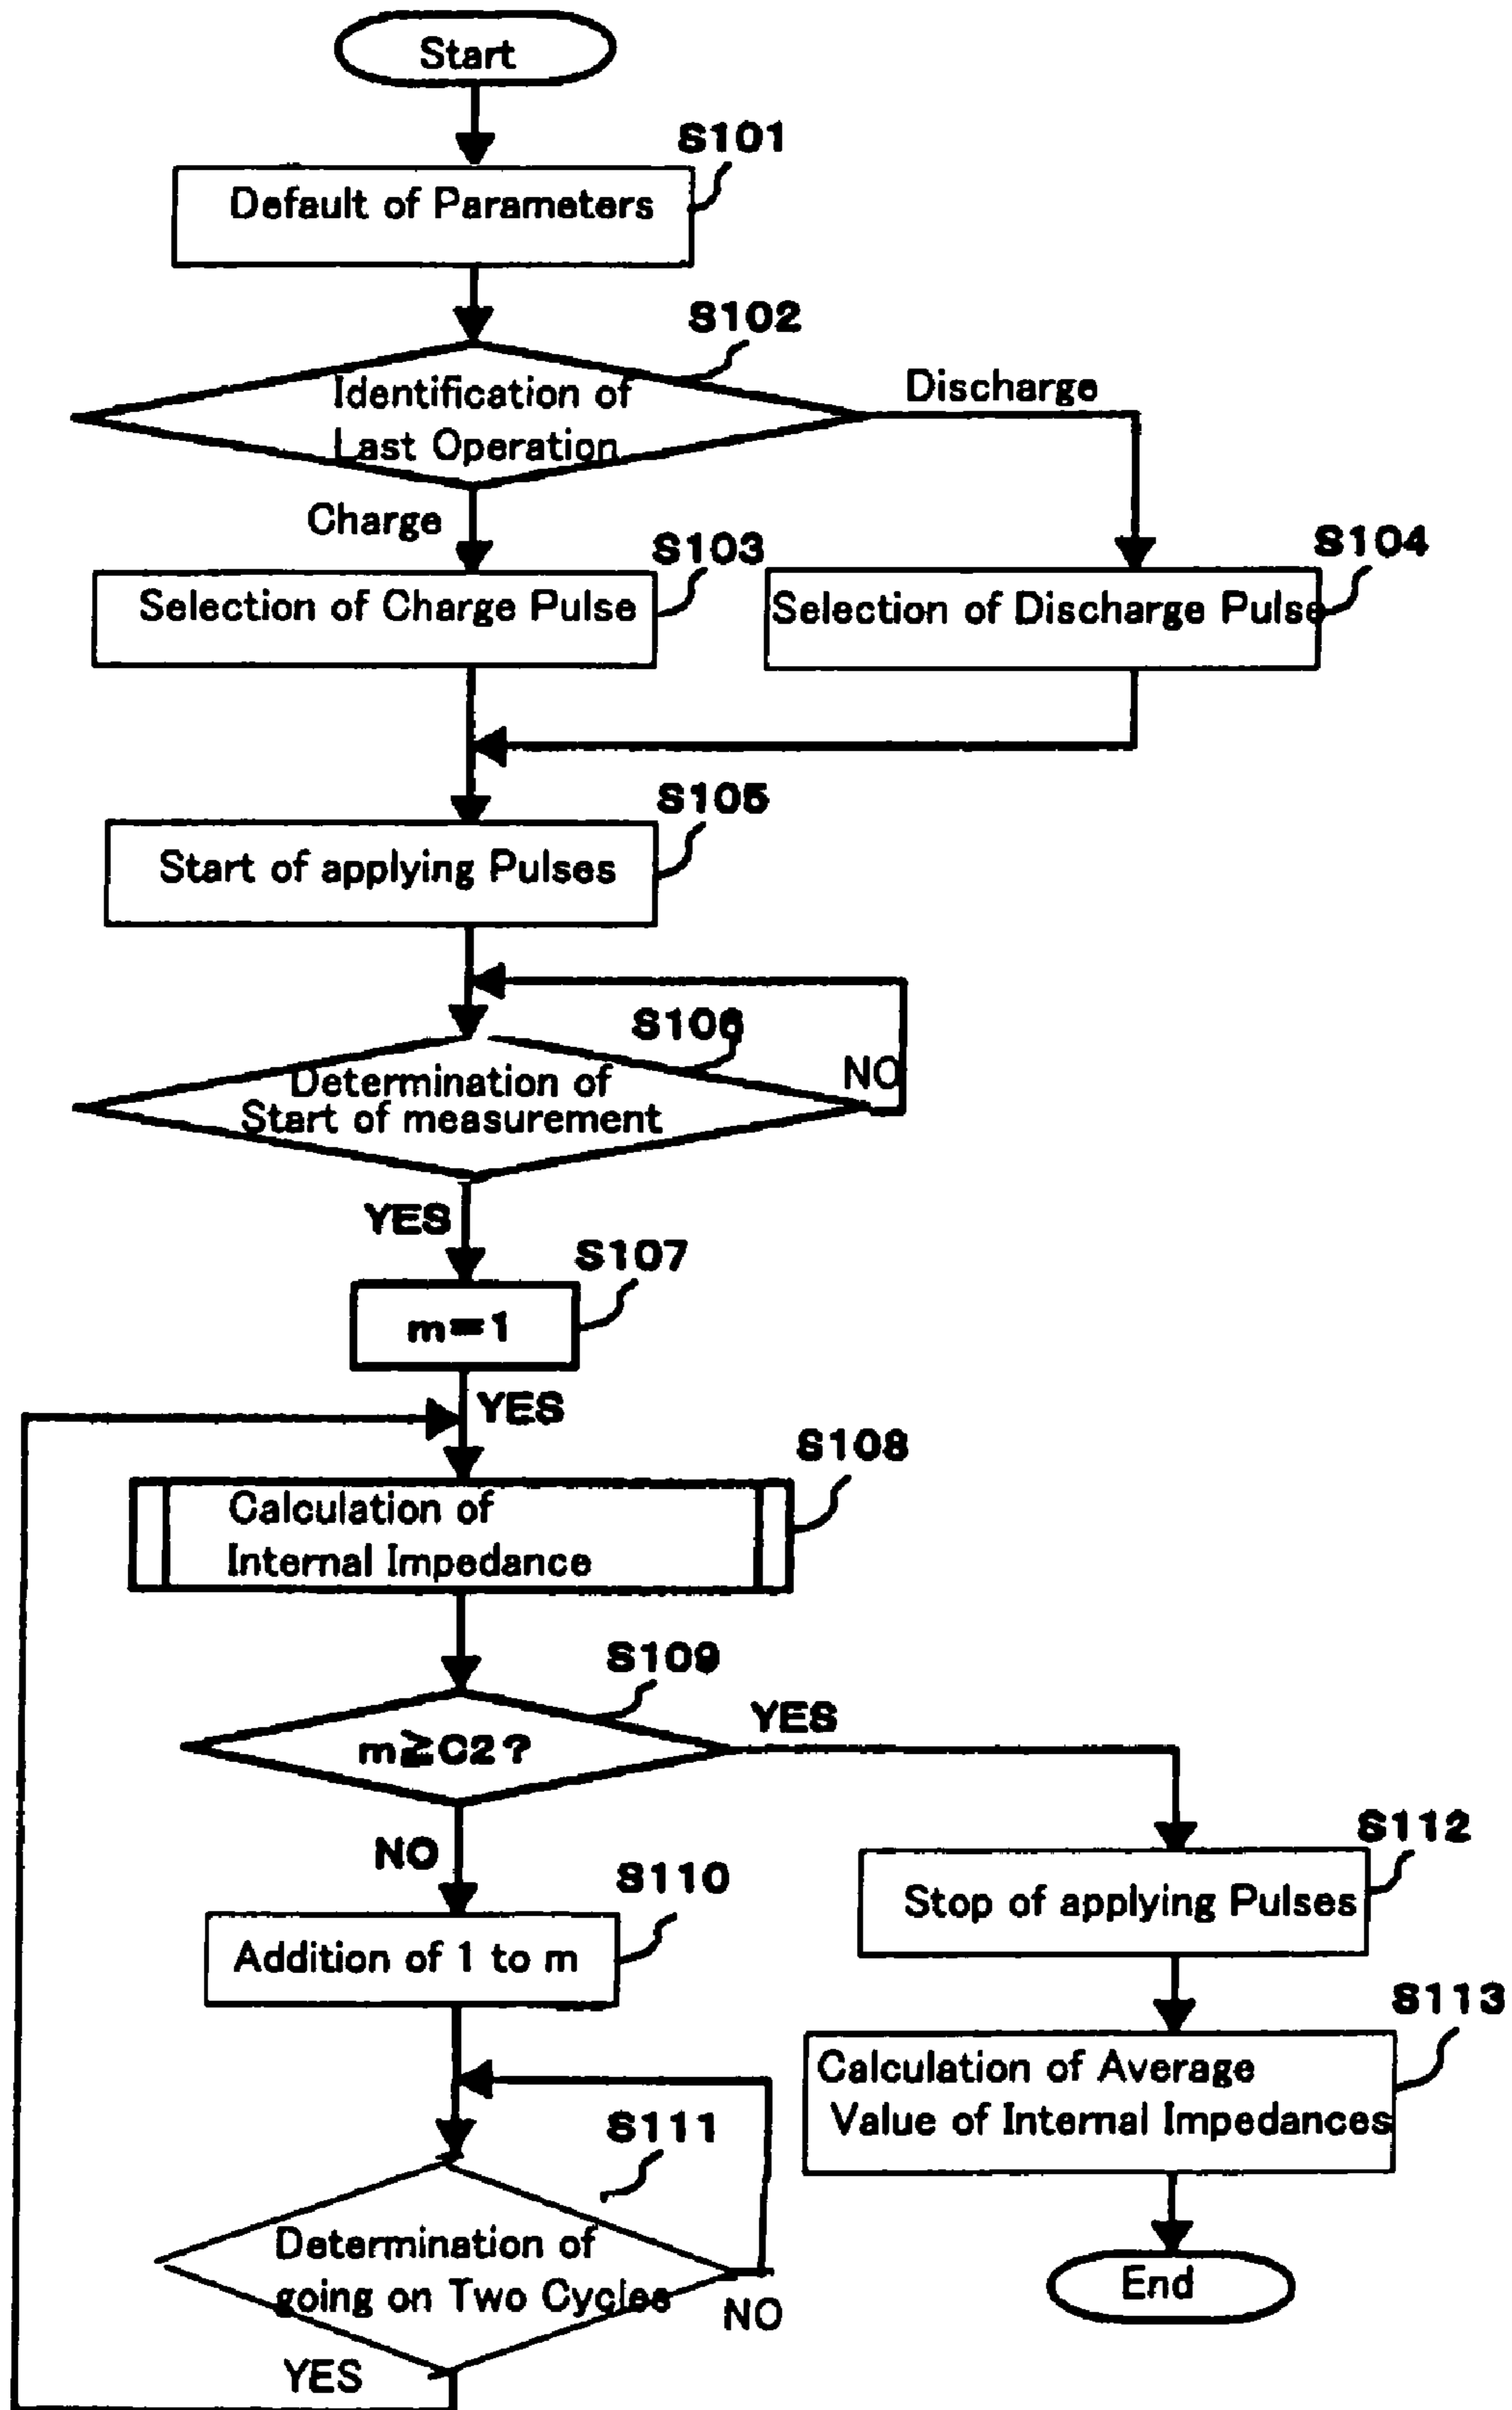 Start
S101
Default of Parameters
S102
Identification of
Last Operation
Discharge
Charge
S103
Selection of Charge Pulse
S104
Selection of Discharge Pulse
S105
Start of applying Pulses
S106
Determination of
Start of measurement
NO
YES
S107
m=1
YES
S108
Calculation of
Internal Impedance
S109
m≧C2?
YES
NO
S110
Addition of 1 to m
S112
Stop of applying Pulses
S113
Calculation of Average
Value of Internal Impedances
S111
Determination of
going on Two Cycles
NO
YES
End